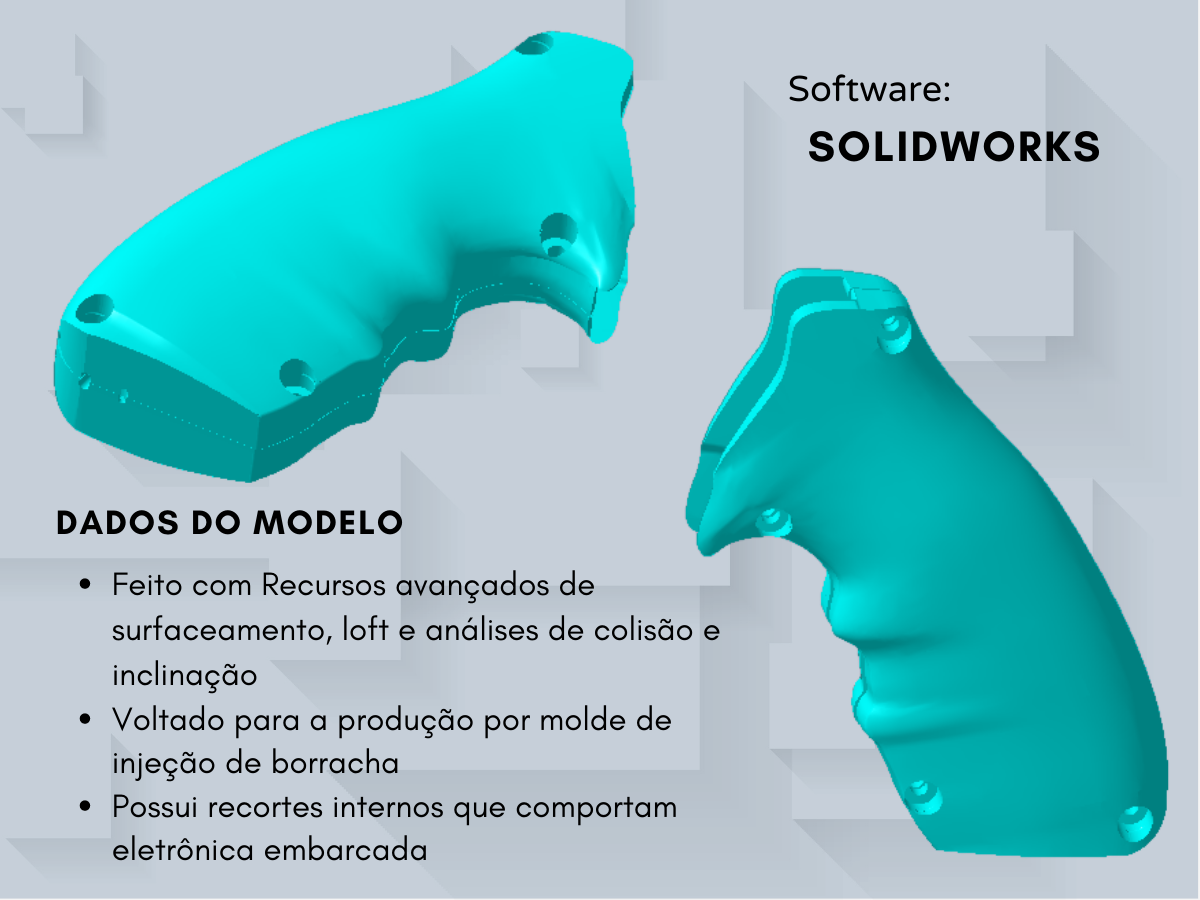 Software:
SOLIDWORKS
DADOS DO MODELO
• Feito com Recursos avançados de
surfaceamento, loft e análises de colisão e
inclinação
• Voltado para a produção por molde de
injeção de borracha
• Possui recortes internos que comportam
eletrônica embarcada